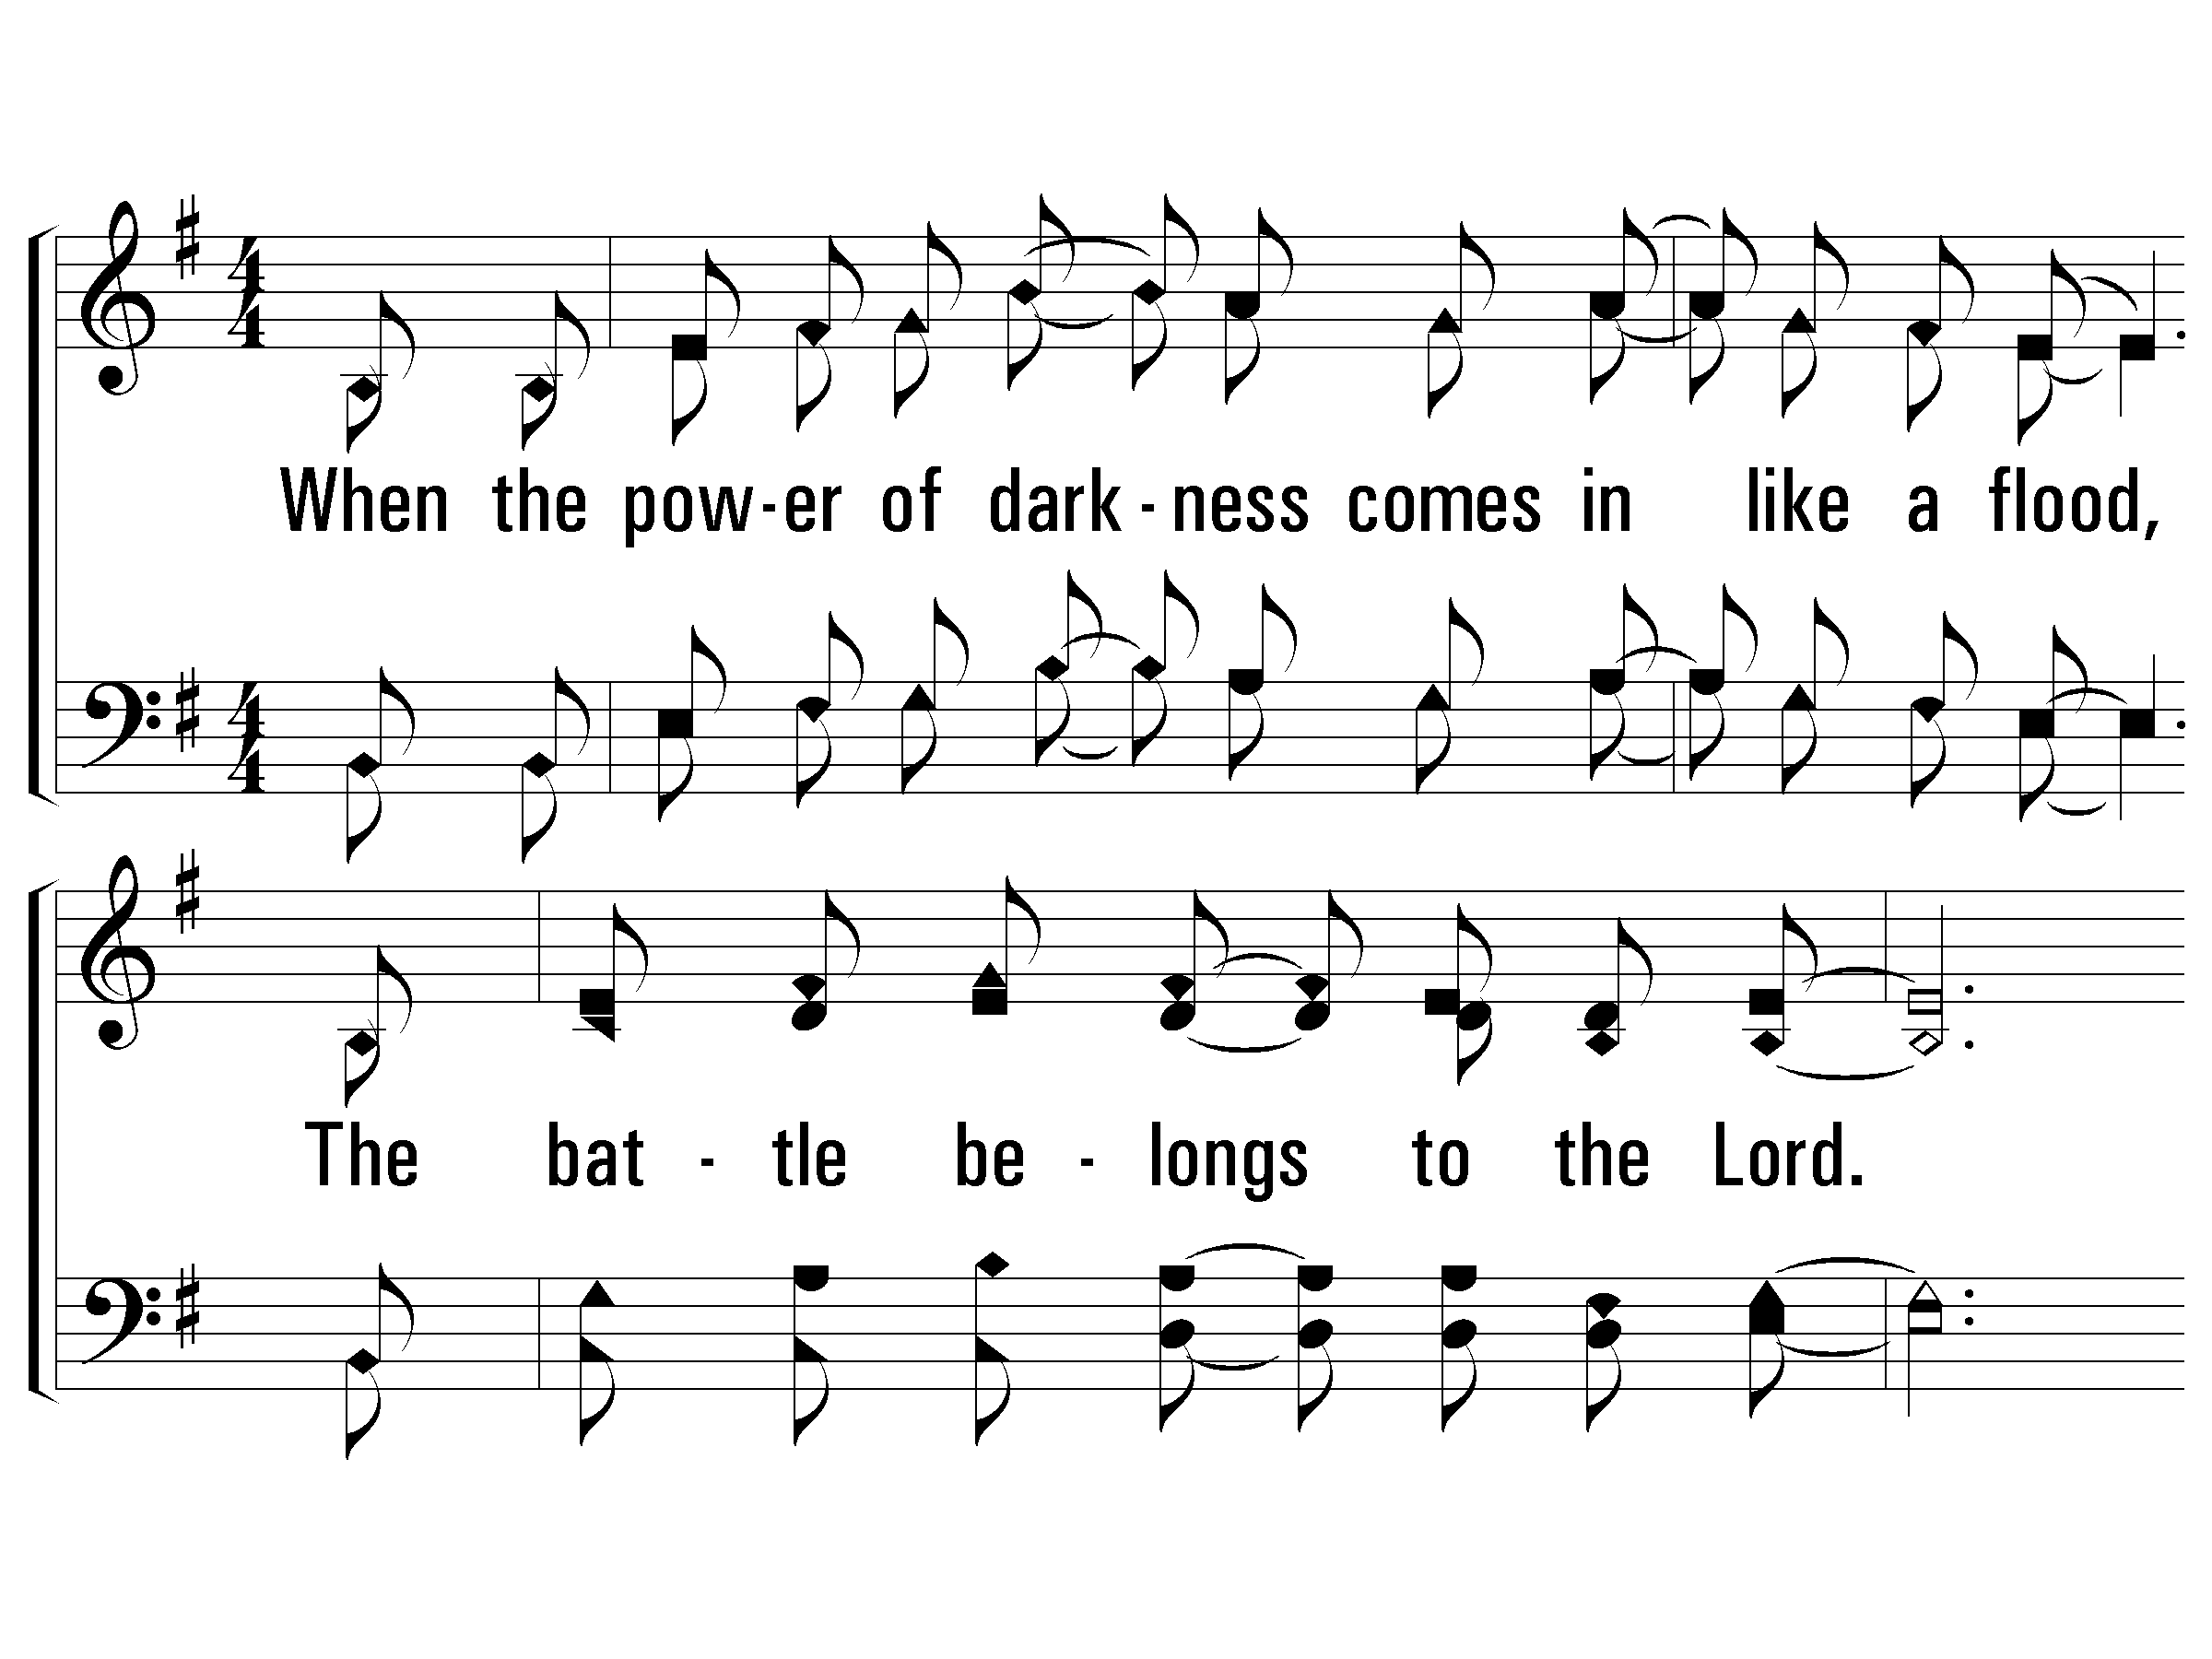 When the pow-er of dark-ness comes in like a flood,
The bat-tle be-longs to the Lord.